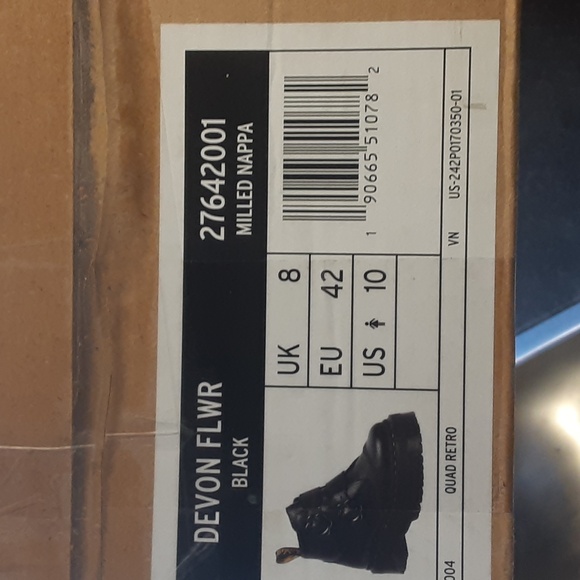 DEVON FLWR
BLACK
27642001
MILLED NAPPA
UK 8
EU 42
US 10
1 90665 51078 2
004
QUAD RETRO
VN
US-242P0170350-01